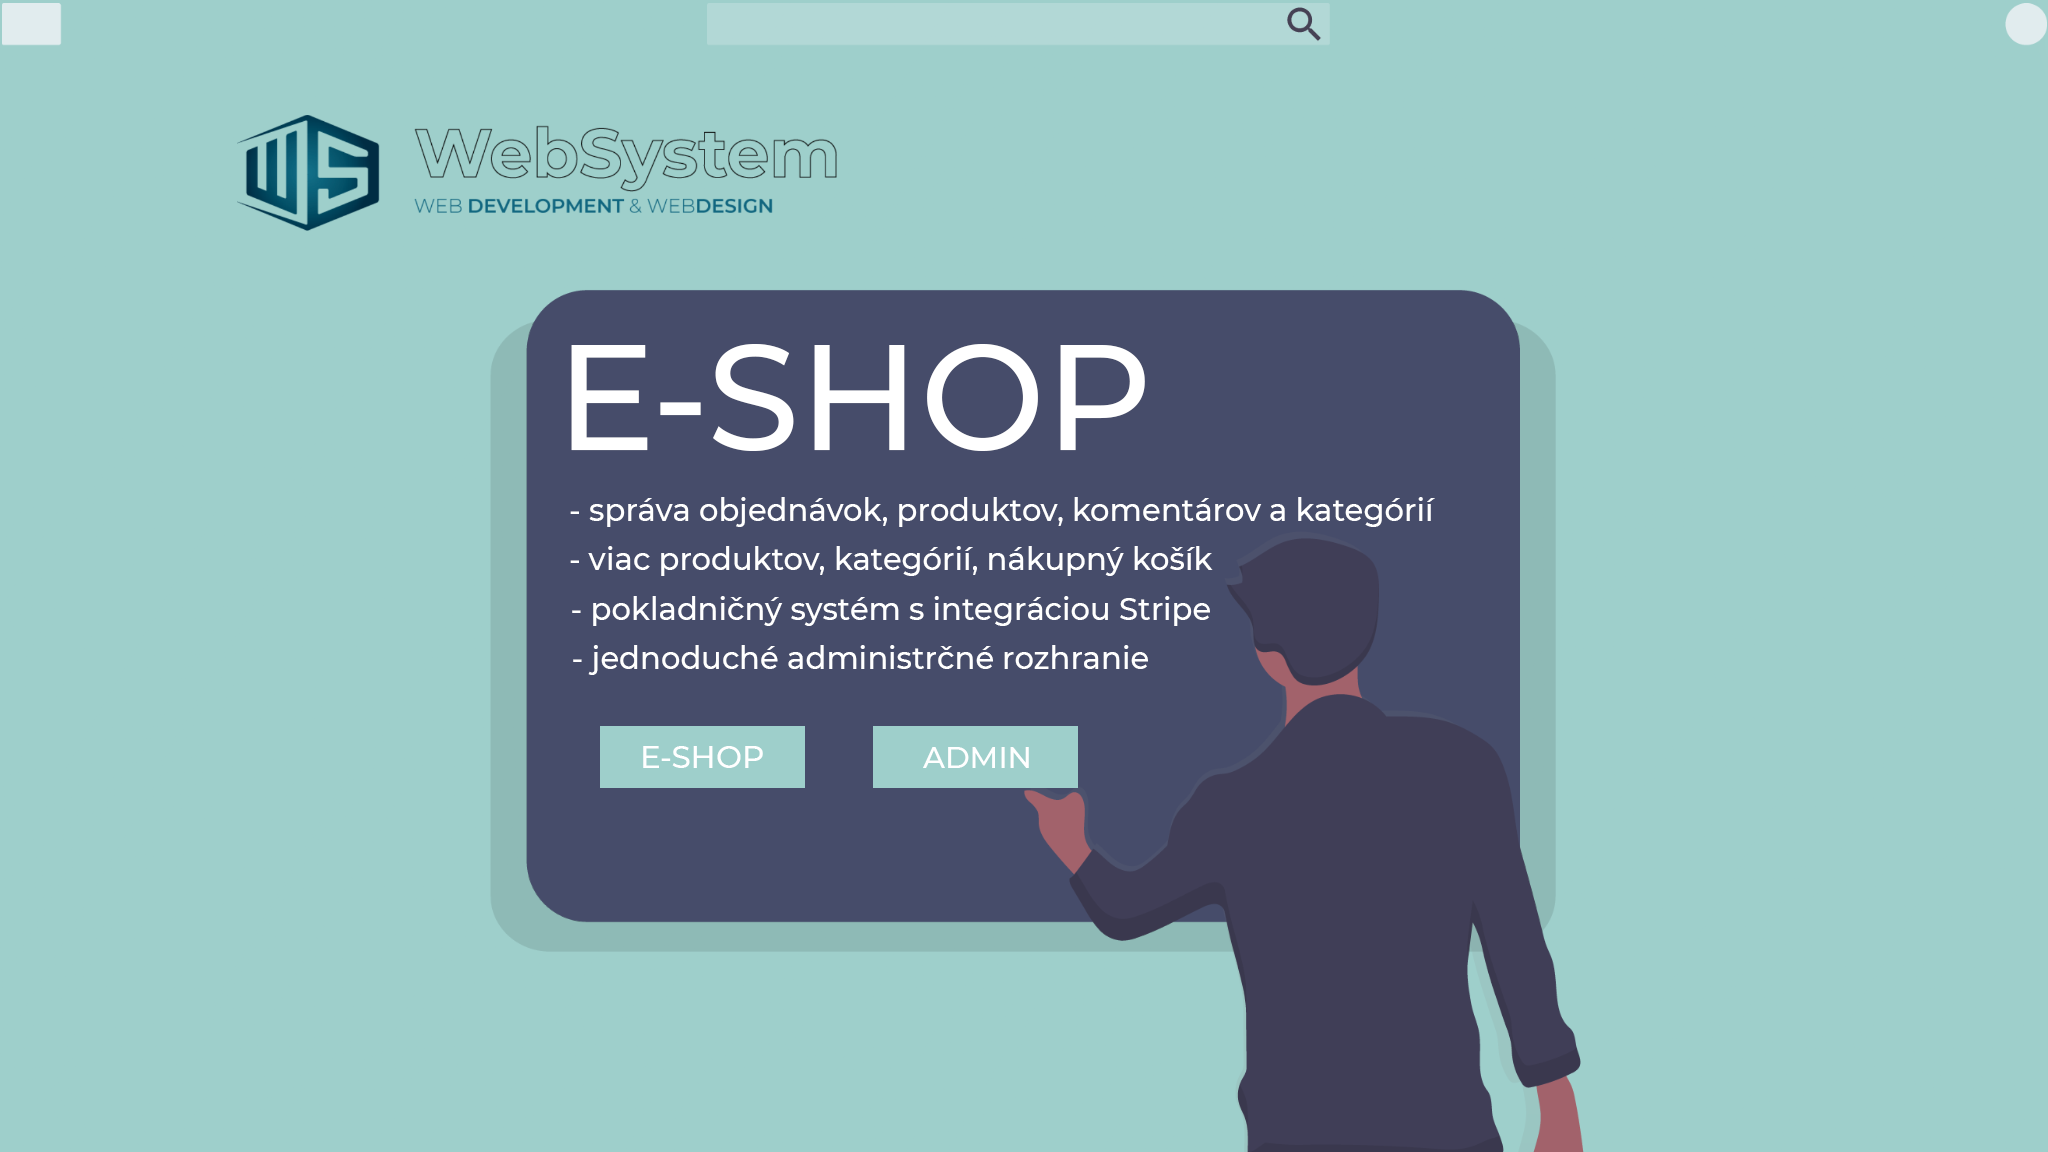 WS
WebSystem
WEB DEVELOPMENT & WEBDESIGN
E-SHOP
- správa objednávok, produktov, komentárov a kategórií
- viac produktov, kategórií, nákupný košík
- pokladničný systém s integráciou Stripe
- jednoduché administrčné rozhranie
E-SHOP
ADMIN